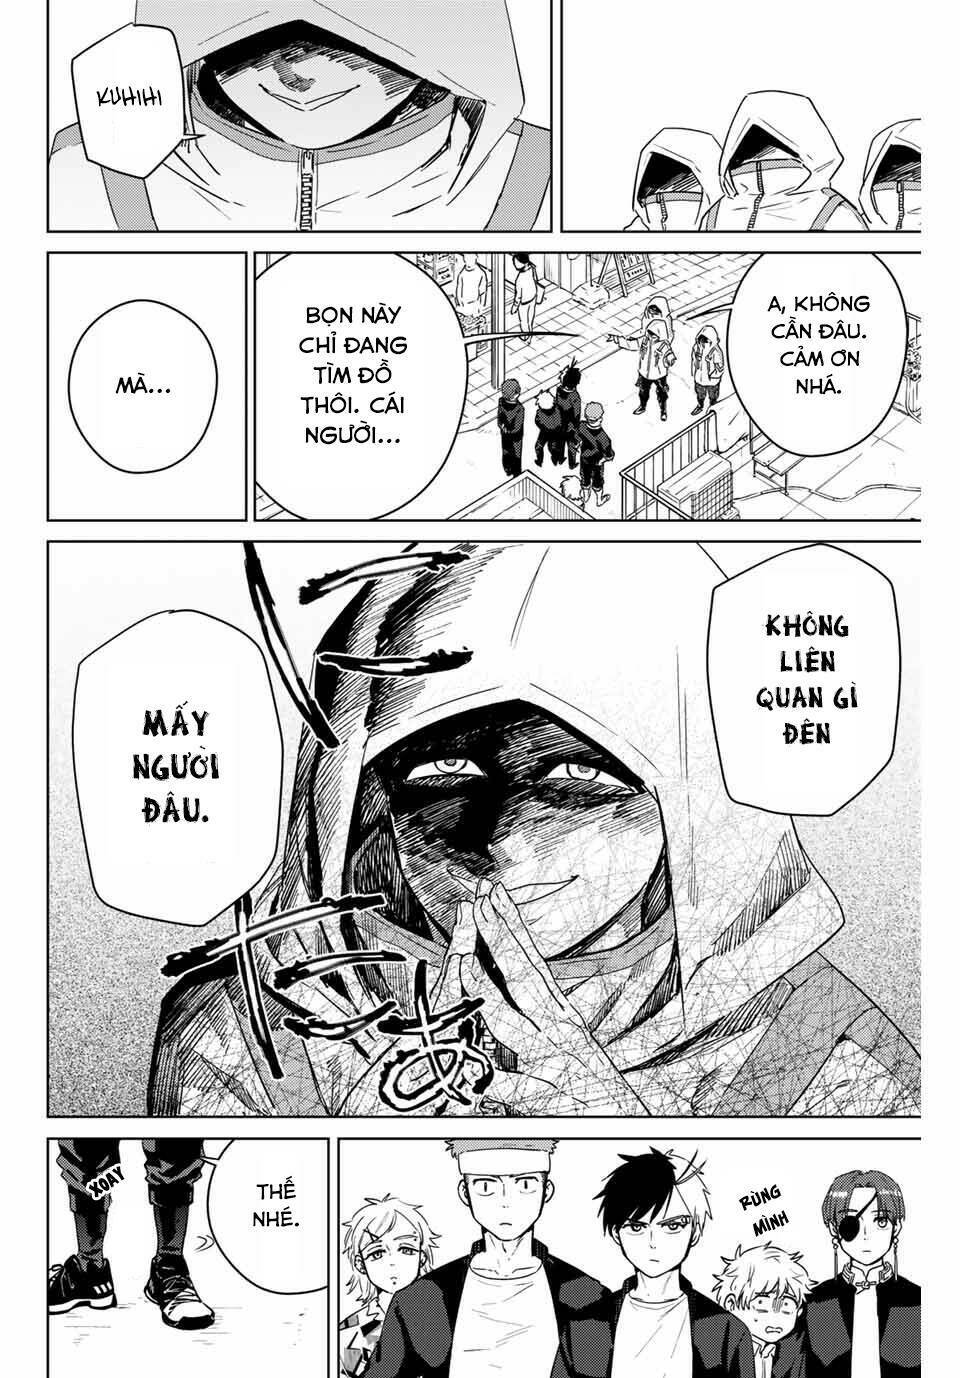 KUHIHI
A, KHÔNG
CẦN ĐÂU.
CẢM ƠN
NHÁ.
BỌN NÀY
CHỈ ĐANG
TÌM ĐỒ
THÔI. CÁI
NGƯỜI...
MÀ...
KHÔNG
LIÊN
QUAN GÌ
ĐÊN
MẤY
NGƯỜI
ĐÂU.
RÙNG
MÌNH
THẾ
NHÉ.
XOAY